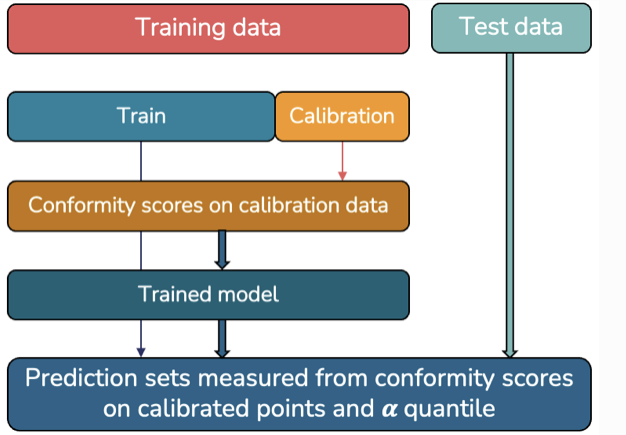 Training data
Test data
Train
Calibration
Conformity scores on calibration data
Trained model
Prediction sets measured from conformity scores
on calibrated points and α quantile